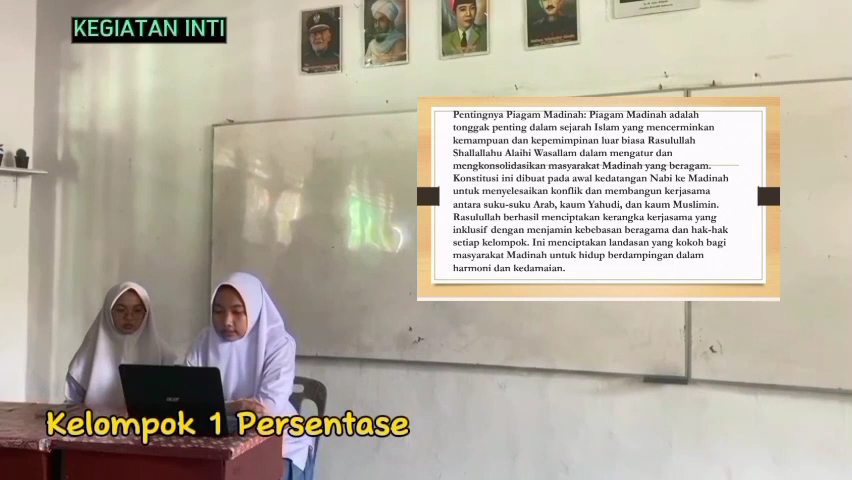 KEGIATAN INTI
Pentingnya Piagam Madinah: Piagam Madinah adalah
tonggak penting dalam sejarah Islam yang mencerminkan
kemampuan dan kepemimpinan luar biasa Rasulullah
Shallallahu Alaihi Wasallam dalam mengatur dan
mengkonsolidasikan masyarakat Madinah yang beragam.
Konstitusi ini dibuat pada awal kedatangan Nabi ke Madinah
untuk menyelesaikan konflik dan membangun kerjasama
antara suku-suku Arab, kaum Yahudi, dan kaum Muslimin.
Rasulullah berhasil menciptakan kerangka kerjasama yang
inklusif dengan menjamin kebebasan beragama dan hak-hak
setiap kelompok. Ini menciptakan landasan yang kokoh bagi
masyarakat Madinah untuk hidup berdampingan dalam
harmoni dan kedamaian.
acer
Kelompok 1 Persentase